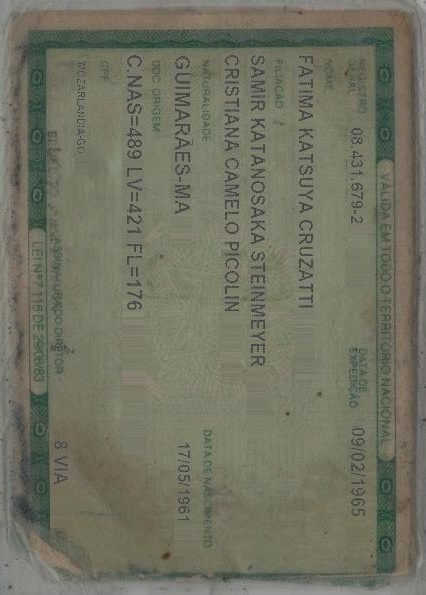 VÁLIDA EM TODO O TERRITÓRIO NACIONAL
REGISTRO GERAL 08.431.679-2 DATA DE EXPEDIÇÃO 09/02/1965
NOME
FATIMA KATSUYA CRUZATTI
FILIAÇÃO
SAMIR KATANOSAKA STEINMEYER
CRISTIANA CAMELO PICOLIN
NATURALIDADE DATA DE NASCIMENTO
GUIMARÃES-MA 17/05/1961
DOC ORIGEM
C.NAS=489 LV=421 FL=176
CPF
MOZARLANDIA-GO
8 VIA
ASSINATURA DO DIRETOR
LEI Nº 7.116 DE 29/08/83